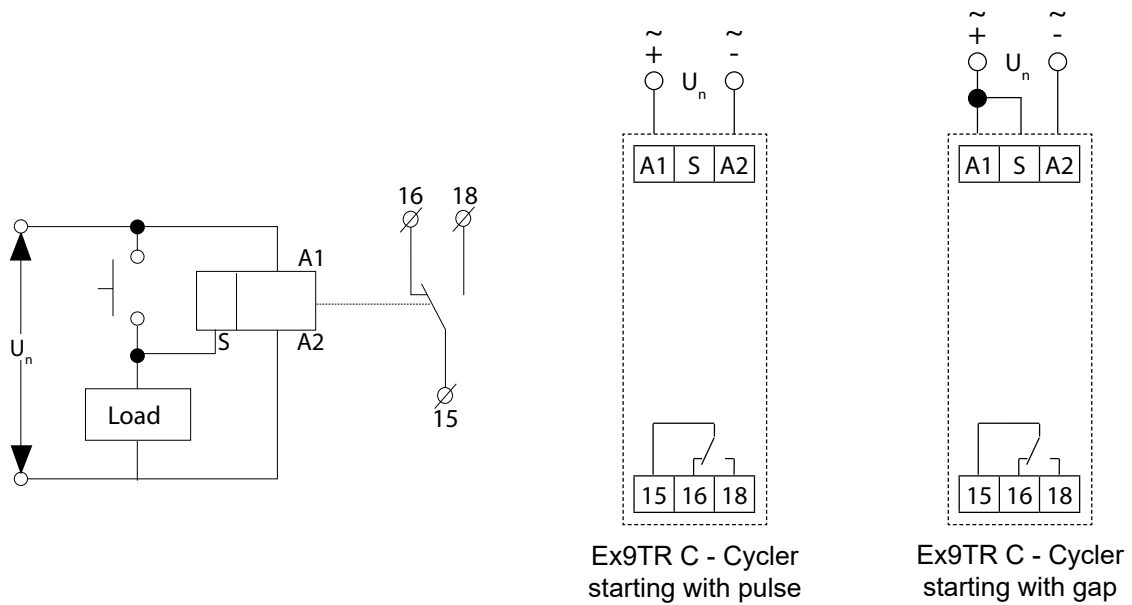 16
18
A1
S
A2
Uₙ
Load
15
~ ~
+ -
Uₙ
A1 S A2
15 16 18
Ex9TR C - Cycler
starting with pulse
~ ~
+ -
Uₙ
A1 S A2
15 16 18
Ex9TR C - Cycler
starting with gap